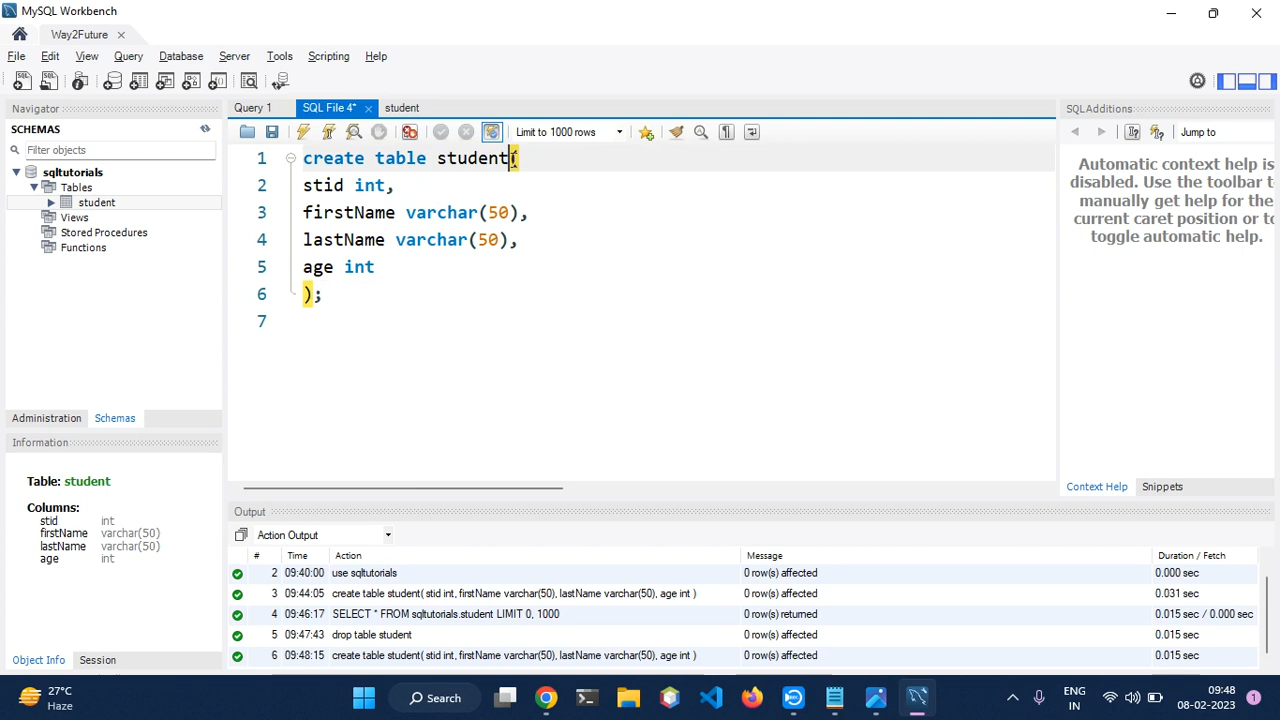 MySQL Workbench
Way2Future
File Edit View Query Database Server Tools Scripting Help
Navigator
SCHEMAS
Filter objects
sqltutorials
Tables
student
Views
Stored Procedures
Functions
Administration Schemas
Information
Table: student
Columns:
stid int
firstName varchar(50)
lastName varchar(50)
age int
Object Info Session
Query 1 SQL File 4* student
Limit to 1000 rows
1 create table student(
2 stid int,
3 firstName varchar(50),
4 lastName varchar(50),
5 age int
6 );
7
SQLAdditions
Jump to
Automatic context help is
disabled. Use the toolbar t
manually get help for the
current caret position or to
toggle automatic help.
Context Help Snippets
Output
Action Output
# Time Action Message Duration / Fetch
2 09:40:00 use sqltutorials 0 row(s) affected 0.000 sec
3 09:44:05 create table student( stid int, firstName varchar(50), lastName varchar(50), age int ) 0 row(s) affected 0.031 sec
4 09:46:17 SELECT * FROM sqltutorials.student LIMIT 0, 1000 0 row(s) returned 0.015 sec / 0.000 sec
5 09:47:43 drop table student 0 row(s) affected 0.015 sec
6 09:48:15 create table student( stid int, firstName varchar(50), lastName varchar(50), age int ) 0 row(s) affected 0.015 sec
27°C
Haze
Search
ENG
IN
09:48
08-02-2023
1